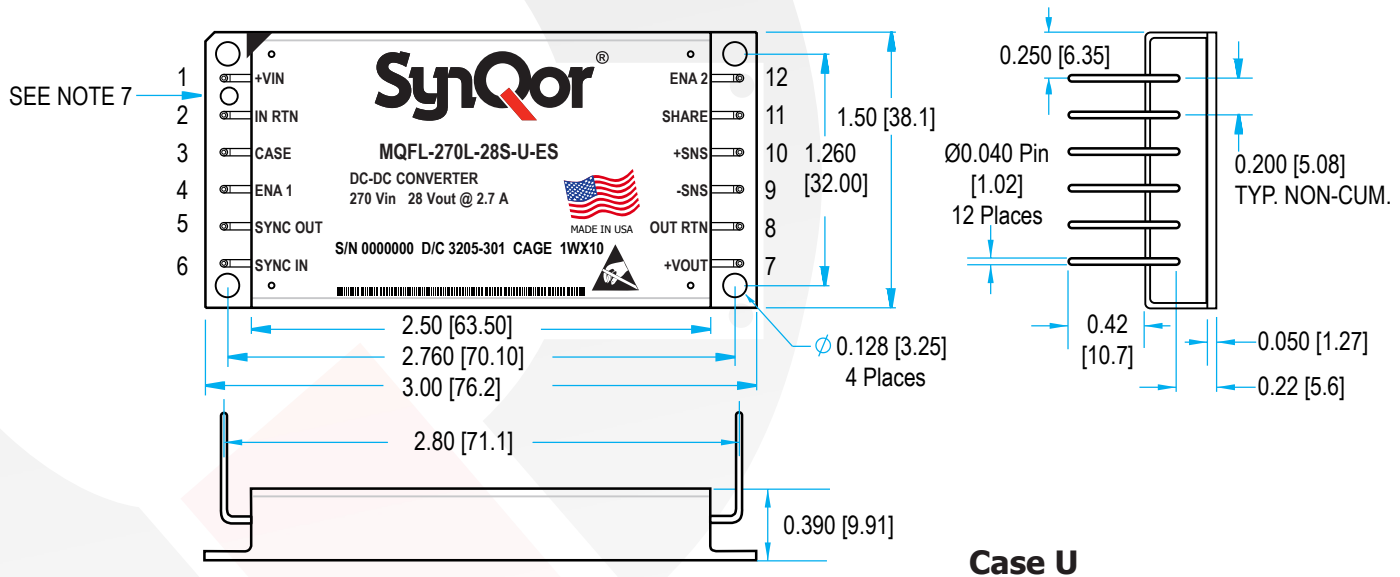 SEE NOTE 7
1
2
3
4
5
6
+VIN
IN RTN
CASE
ENA 1
SYNC OUT
SYNC IN
SynQor®
MQFL-270L-28S-U-ES
DC-DC CONVERTER
270 Vin 28 Vout @ 2.7 A
MADE IN USA
S/N 0000000 D/C 3205-301 CAGE 1WX10
ENA 2
SHARE
+SNS
-SNS
OUT RTN
+VOUT
12
11
10
9
8
7
1.50 [38.1]
1.260
[32.00]
2.50 [63.50]
2.760 [70.10]
3.00 [76.2]
Ø 0.128 [3.25]
4 Places
0.250 [6.35]
Ø0.040 Pin
[1.02]
12 Places
0.200 [5.08]
TYP. NON-CUM.
0.42
[10.7]
0.050 [1.27]
0.22 [5.6]
2.80 [71.1]
0.390 [9.91]
Case U